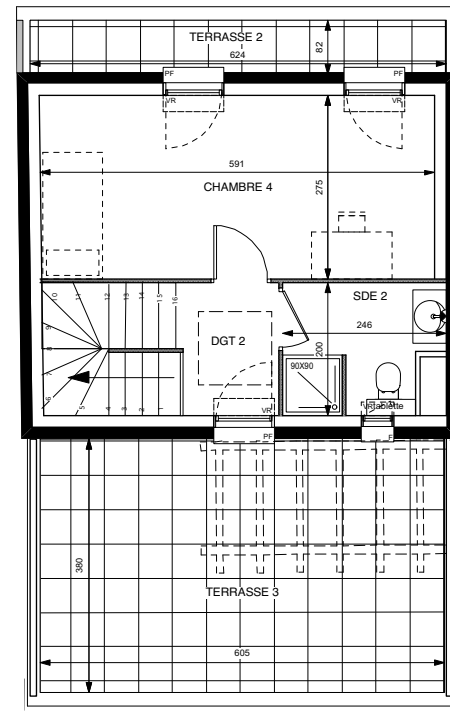 TERRASSE 2
624
82
PF
PF
VR
VR
591
275
CHAMBRE 4
SDE 2
246
DGT 2
200
90X90
10
11
12
13
14
15
16
9
8
7
6
5
4
3
2
1
VR
VR
Tablette
PF
F
380
TERRASSE 3
605